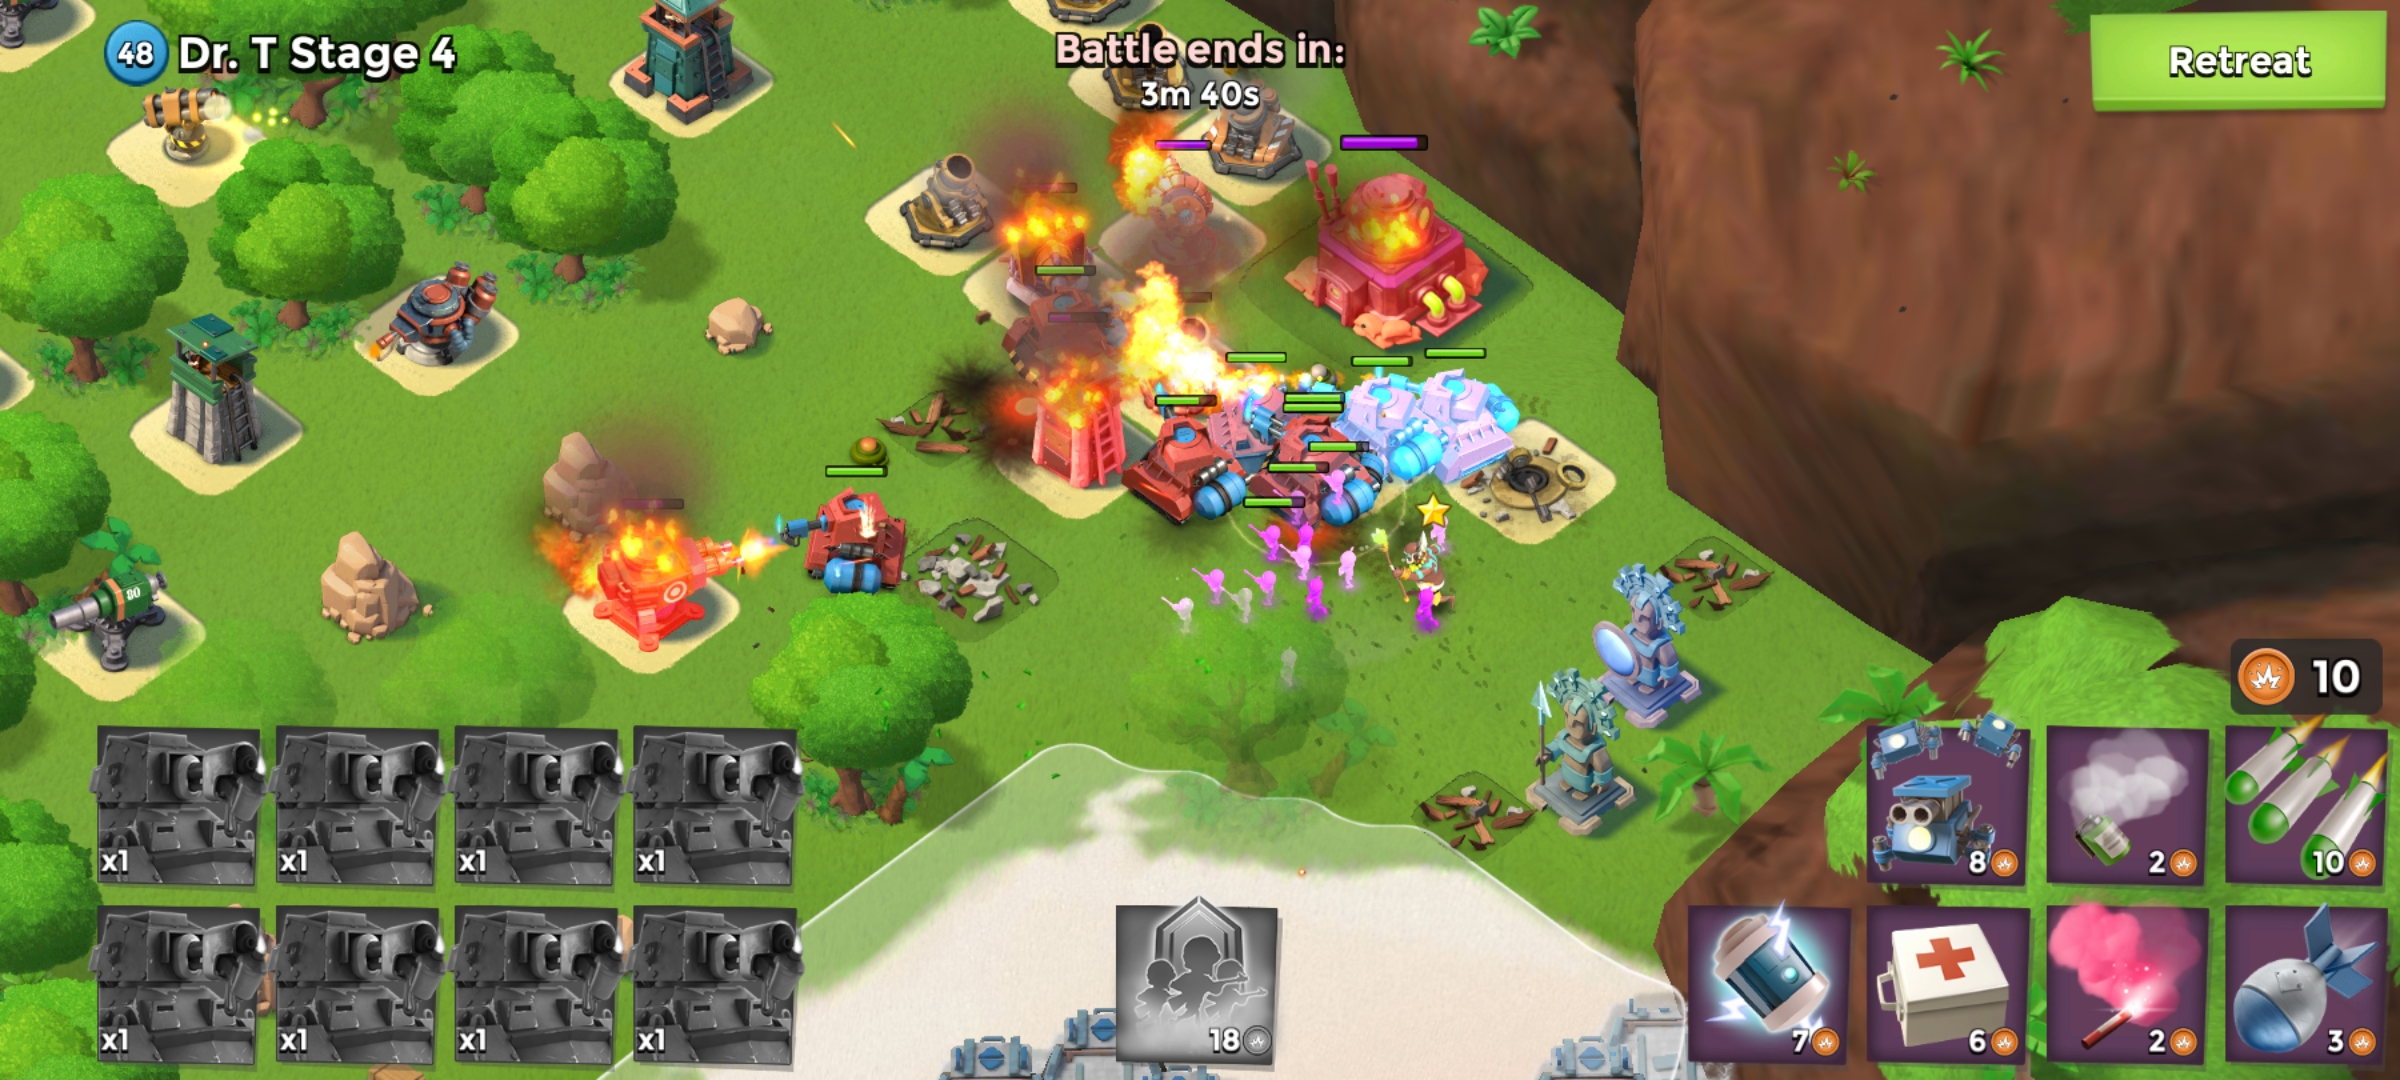 48 Dr. T Stage 4
Battle ends in:
3m 40s
Retreat
80
10
x1 x1 x1 x1
8 2 10
x1 x1 x1 x1
18
7 6 2 3